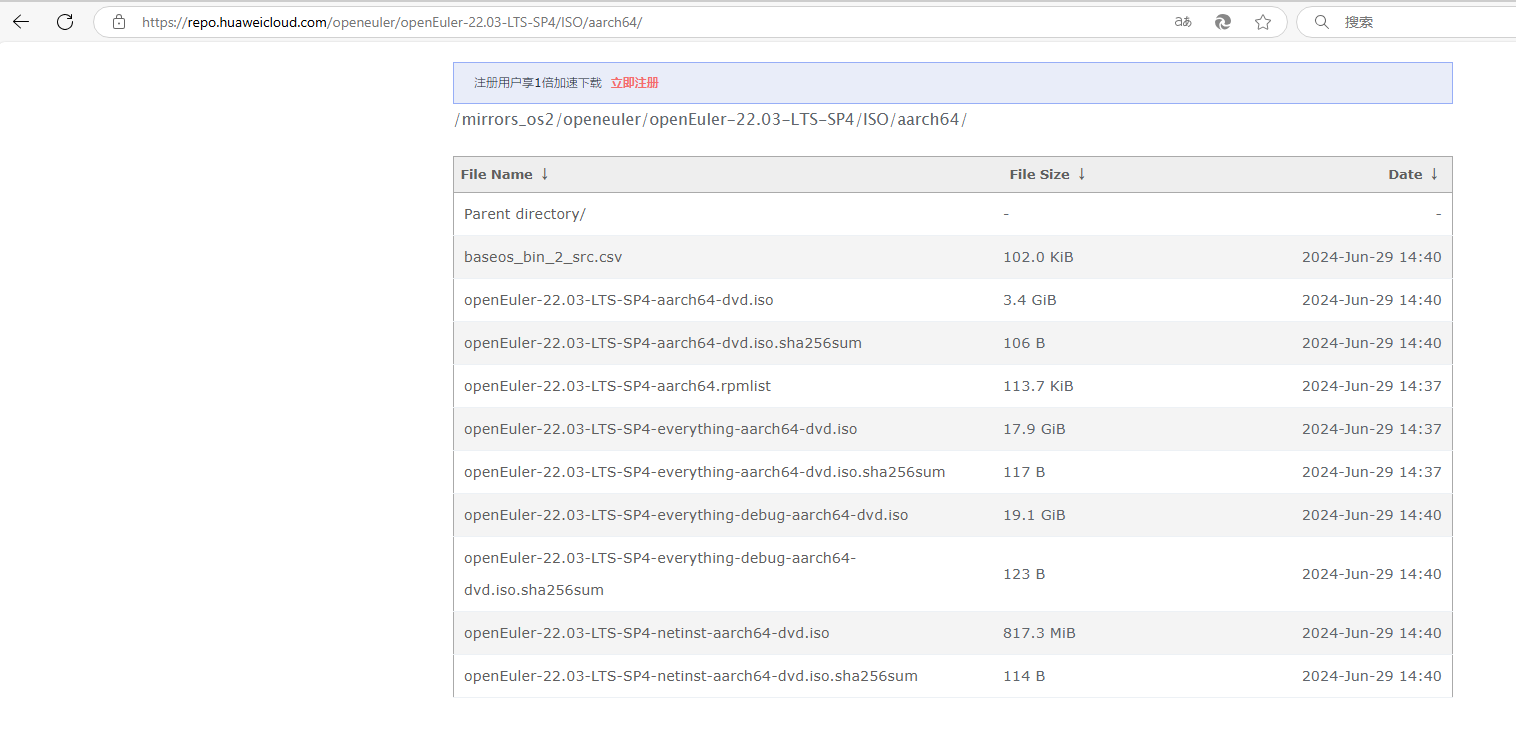 https://repo.huaweicloud.com/openeuler/openEuler-22.03-LTS-SP4/ISO/aarch64/
aあ
搜索
注册用户享1倍加速下载 立即注册
/mirrors_os2/openeuler/openEuler-22.03-LTS-SP4/ISO/aarch64/
File Name ↓ File Size ↓ Date ↓
Parent directory/ - -
baseos_bin_2_src.csv 102.0 KiB 2024-Jun-29 14:40
openEuler-22.03-LTS-SP4-aarch64-dvd.iso 3.4 GiB 2024-Jun-29 14:40
openEuler-22.03-LTS-SP4-aarch64-dvd.iso.sha256sum 106 B 2024-Jun-29 14:40
openEuler-22.03-LTS-SP4-aarch64.rpmlist 113.7 KiB 2024-Jun-29 14:37
openEuler-22.03-LTS-SP4-everything-aarch64-dvd.iso 17.9 GiB 2024-Jun-29 14:37
openEuler-22.03-LTS-SP4-everything-aarch64-dvd.iso.sha256sum 117 B 2024-Jun-29 14:37
openEuler-22.03-LTS-SP4-everything-debug-aarch64-dvd.iso 19.1 GiB 2024-Jun-29 14:40
openEuler-22.03-LTS-SP4-everything-debug-aarch64-
dvd.iso.sha256sum 123 B 2024-Jun-29 14:40
openEuler-22.03-LTS-SP4-netinst-aarch64-dvd.iso 817.3 MiB 2024-Jun-29 14:40
openEuler-22.03-LTS-SP4-netinst-aarch64-dvd.iso.sha256sum 114 B 2024-Jun-29 14:40